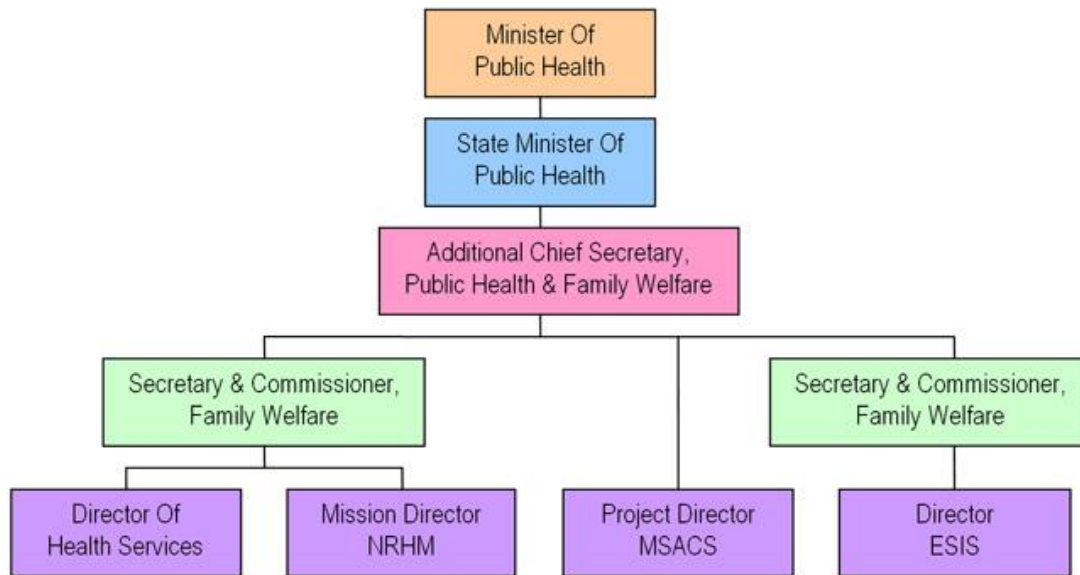 Minister Of
Public Health
State Minister Of
Public Health
Additional Chief Secretary,
Public Health & Family Welfare
Secretary & Commissioner,
Family Welfare
Secretary & Commissioner,
Family Welfare
Director Of
Health Services
Mission Director
NRHM
Project Director
MSACS
Director
ESIS